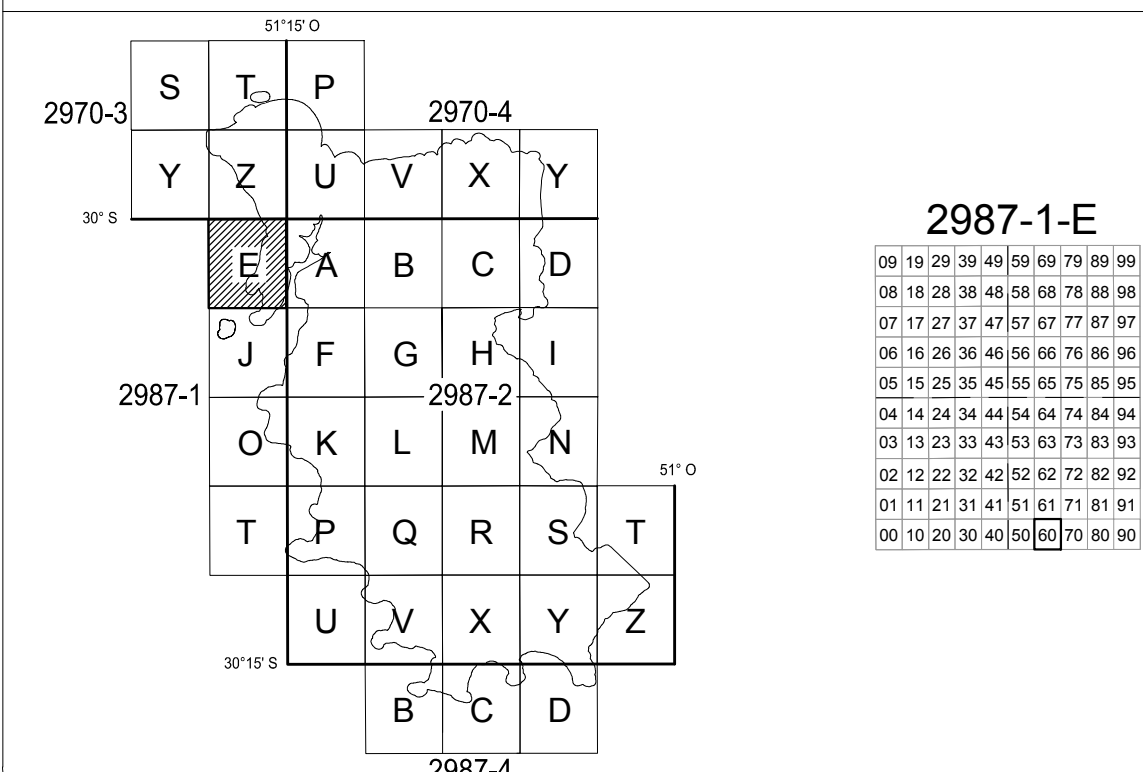 51°15' O
S T P
2970-3 2970-4
Y Z U V X Y
30° S
E A B C D
J F G H I
2987-1 2987-2
O K L M N
51° O
T P Q R S T
U V X Y Z
30°15' S
B C D
2987-4
2987-1-E
09 19 29 39 49 59 69 79 89 99
08 18 28 38 48 58 68 78 88 98
07 17 27 37 47 57 67 77 87 97
06 16 26 36 46 56 66 76 86 96
05 15 25 35 45 55 65 75 85 95
04 14 24 34 44 54 64 74 84 94
03 13 23 33 43 53 63 73 83 93
02 12 22 32 42 52 62 72 82 92
01 11 21 31 41 51 61 71 81 91
00 10 20 30 40 50 60 70 80 90